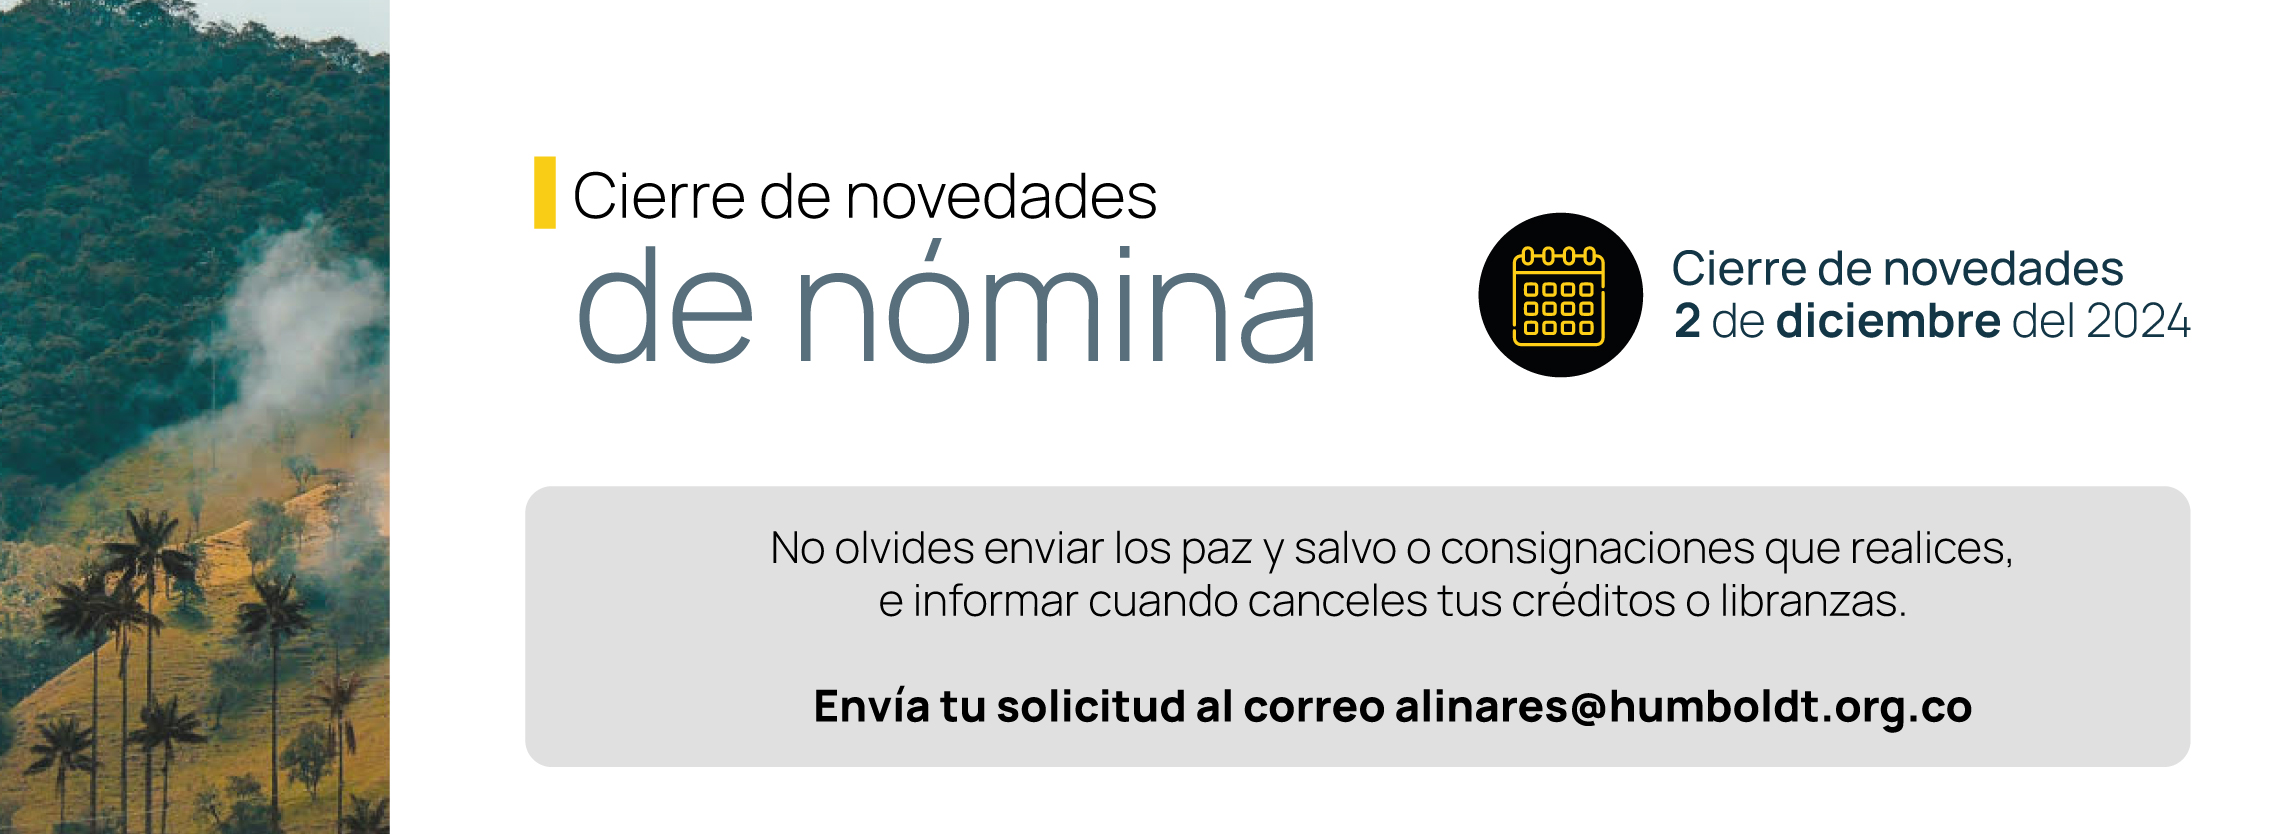 Cierre de novedades
de nómina
Cierre de novedades
2 de diciembre del 2024
No olvides enviar los paz y salvo o consignaciones que realices,
e informar cuando canceles tus créditos o libranzas.
Envía tu solicitud al correo alinares@humboldt.org.co